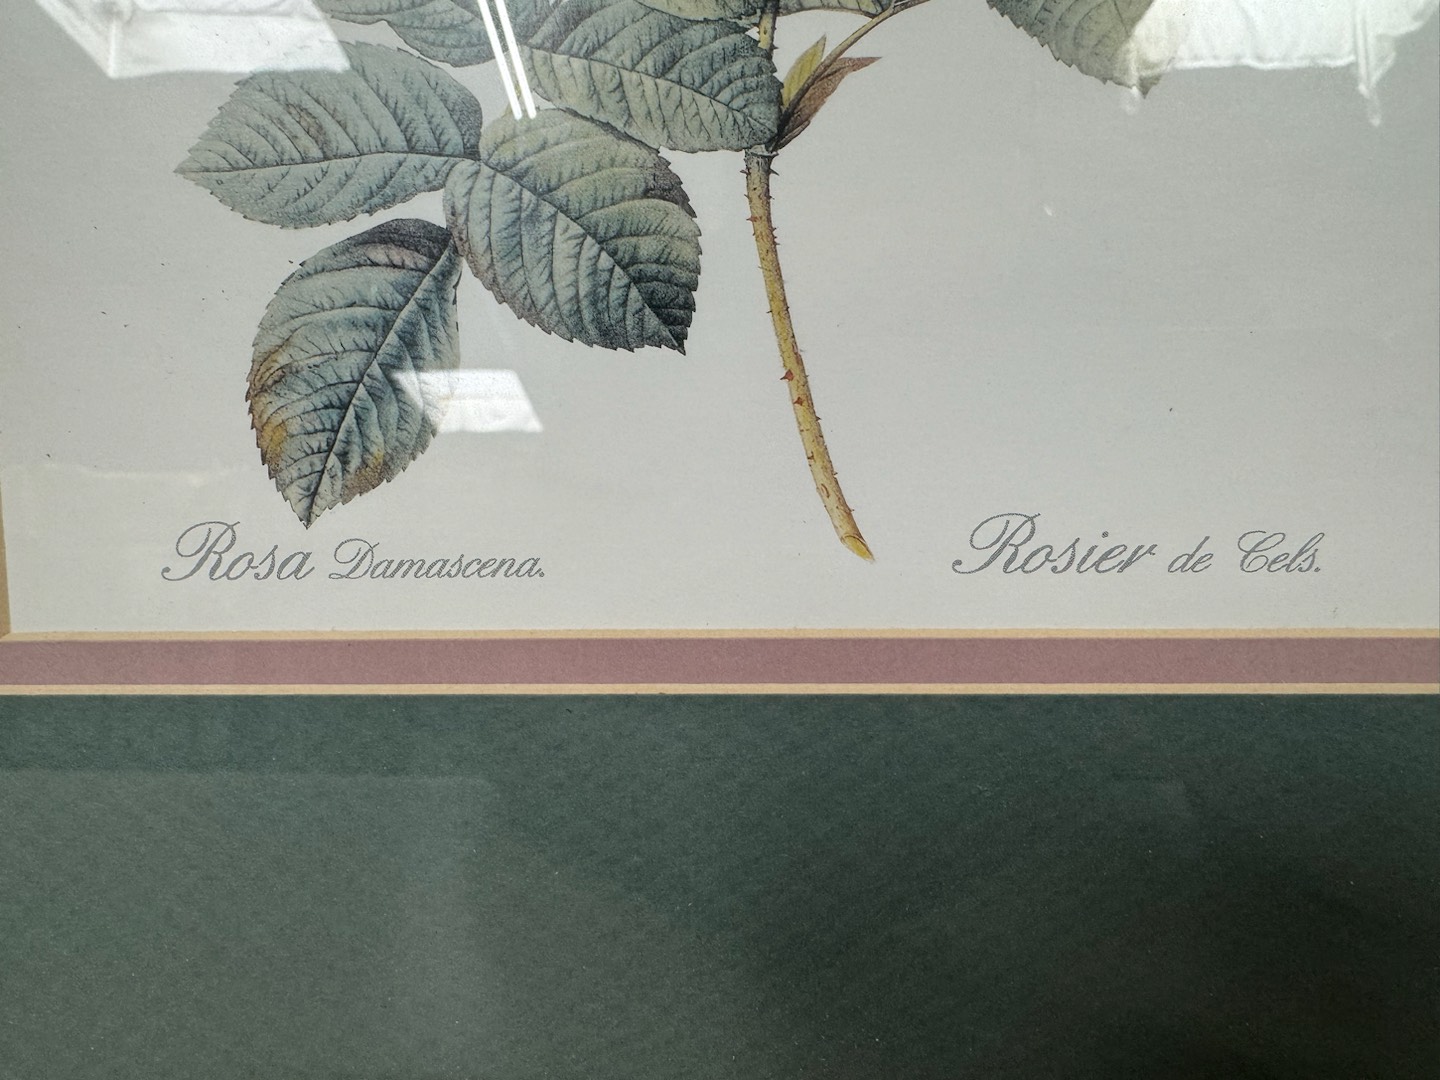 Rosa Damascena.
Rosier de Cels.